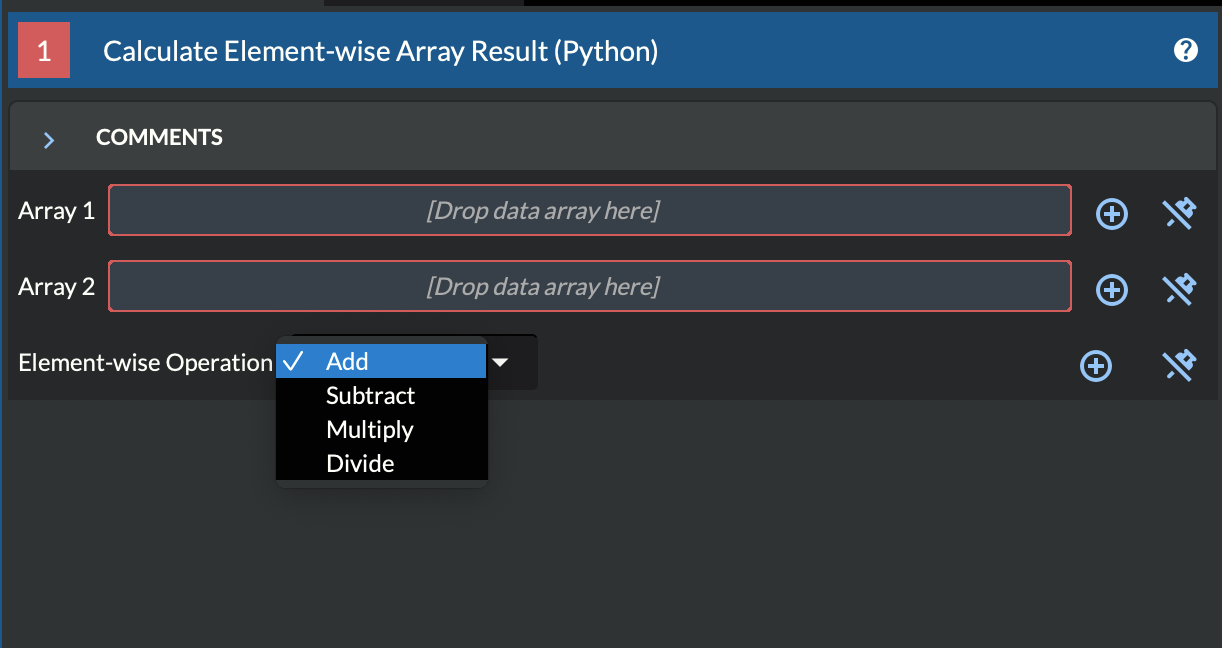 1 Calculate Element-wise Array Result (Python) ?
COMMENTS
Array 1 [Drop data array here]
Array 2 [Drop data array here]
Element-wise Operation Add
Subtract
Multiply
Divide